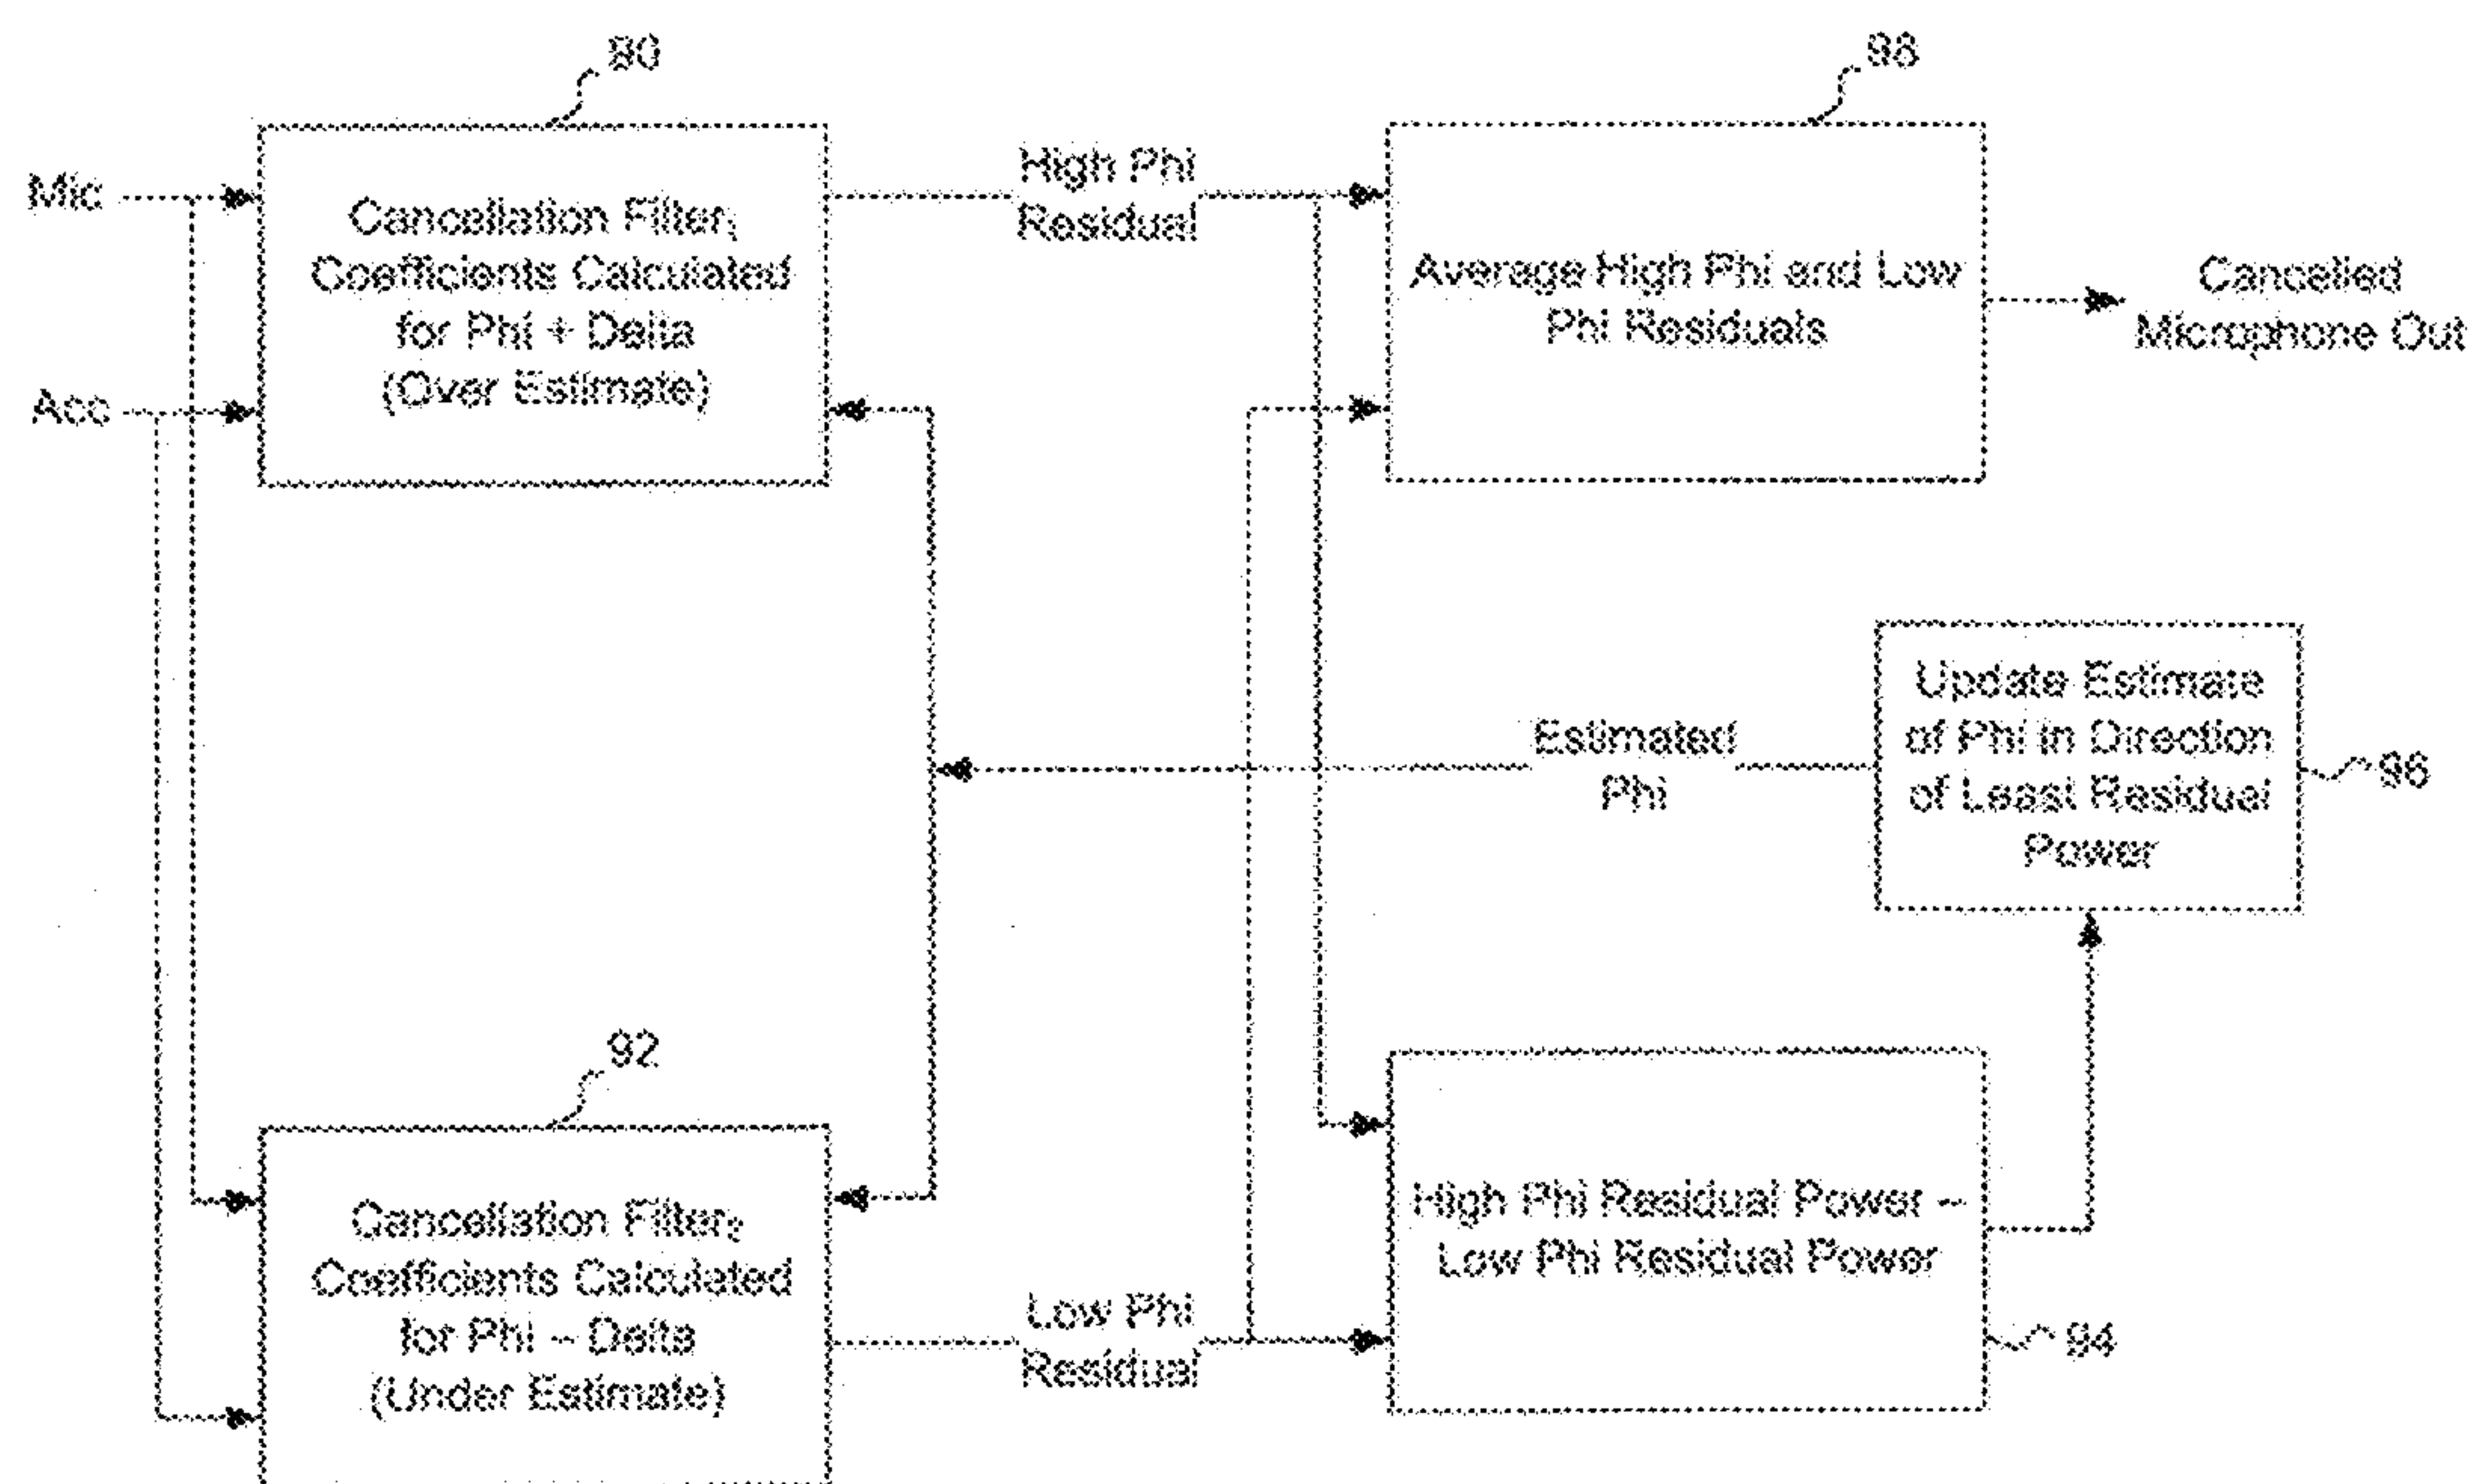 90
98
Mic
Acc
Cancellation Filter,
Coefficients Calculated
for Phi + Delta
(Over Estimate)
High Phi
Residual
Average High Phi and Low
Phi Residuals
Cancelled
Microphone Out
Estimated
Phi
Update Estimate
of Phi in Direction
of Least Residual
Power
96
92
Cancellation Filter,
Coefficients Calculated
for Phi – Delta
(Under Estimate)
Low Phi
Residual
High Phi Residual Power –
Low Phi Residual Power
94